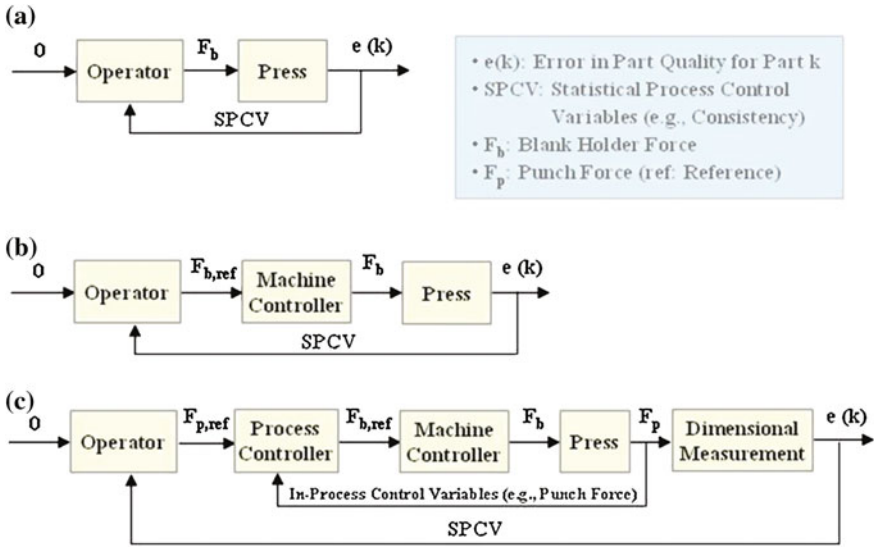 (a)
0
Operator
F_b
Press
e (k)
SPCV
• e(k): Error in Part Quality for Part k
• SPCV: Statistical Process Control
Variables (e.g., Consistency)
• F_b: Blank Holder Force
• F_p: Punch Force (ref: Reference)
(b)
0
Operator
F_b,ref
Machine
Controller
F_b
Press
e (k)
SPCV
(c)
0
Operator
F_p,ref
Process
Controller
F_b,ref
Machine
Controller
F_b
Press
F_p
Dimensional
Measurement
e (k)
In-Process Control Variables (e.g., Punch Force)
SPCV